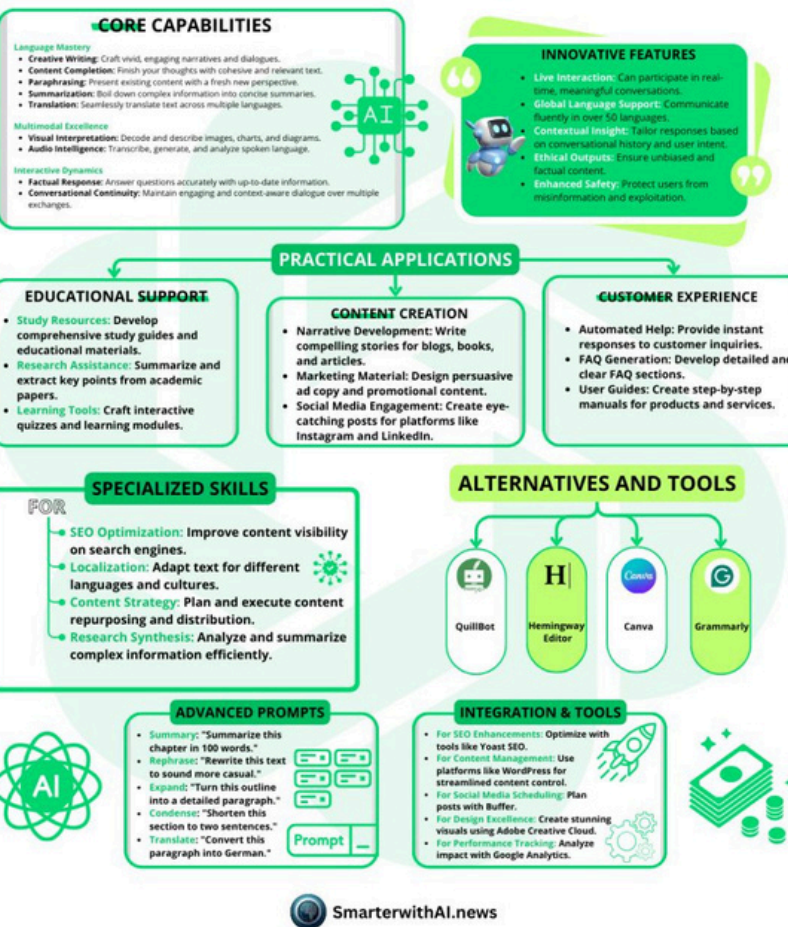 CORE CAPABILITIES
Language Mastery
• Creative Writing: Craft vivid, engaging narratives and dialogues.
• Content Completion: Finish your thoughts with cohesive and relevant text.
• Paraphrasing: Present existing content with a fresh new perspective.
• Summarization: Boil down complex information into concise summaries.
• Translation: Seamlessly translate text across multiple languages.
Multimodal Excellence
• Visual Interpretation: Decode and describe images, charts, and diagrams.
• Audio Intelligence: Transcribe, generate, and analyze spoken language.
Interactive Dynamics
• Factual Response: Answer questions accurately with up-to-date information.
• Conversational Continuity: Maintain engaging and context-aware dialogue over multiple
exchanges.
AI
INNOVATIVE FEATURES
• Live Interaction: Can participate in real-
time, meaningful conversations.
• Global Language Support: Communicate
fluently in over 50 languages.
• Contextual Insight: Tailor responses based
on conversational history and user intent.
• Ethical Outputs: Ensure unbiased and
factual content.
• Enhanced Safety: Protect users from
misinformation and exploitation.
PRACTICAL APPLICATIONS
EDUCATIONAL SUPPORT
• Study Resources: Develop
comprehensive study guides and
educational materials.
• Research Assistance: Summarize and
extract key points from academic
papers.
• Learning Tools: Craft interactive
quizzes and learning modules.
CONTENT CREATION
• Narrative Development: Write
compelling stories for blogs, books,
and articles.
• Marketing Material: Design persuasive
ad copy and promotional content.
• Social Media Engagement: Create eye-
catching posts for platforms like
Instagram and LinkedIn.
CUSTOMER EXPERIENCE
• Automated Help: Provide instant
responses to customer inquiries.
• FAQ Generation: Develop detailed and
clear FAQ sections.
• User Guides: Create step-by-step
manuals for products and services.
SPECIALIZED SKILLS
FOR
SEO Optimization: Improve content visibility
on search engines.
Localization: Adapt text for different
languages and cultures.
Content Strategy: Plan and execute content
repurposing and distribution.
Research Synthesis: Analyze and summarize
complex information efficiently.
ALTERNATIVES AND TOOLS
QuillBot
H
Hemingway
Editor
Canva
Canva
G
Grammarly
ADVANCED PROMPTS
• Summary: "Summarize this
chapter in 100 words."
• Rephrase: "Rewrite this text
to sound more casual."
• Expand: "Turn this outline
into a detailed paragraph."
• Condense: "Shorten this
section to two sentences."
• Translate: "Convert this
paragraph into German."
Prompt
AI
INTEGRATION & TOOLS
• For SEO Enhancements: Optimize with
tools like Yoast SEO.
• For Content Management: Use
platforms like WordPress for
streamlined content control.
• For Social Media Scheduling: Plan
posts with Buffer.
• For Design Excellence: Create stunning
visuals using Adobe Creative Cloud.
• For Performance Tracking: Analyze
impact with Google Analytics.
SmarterwithAI.news